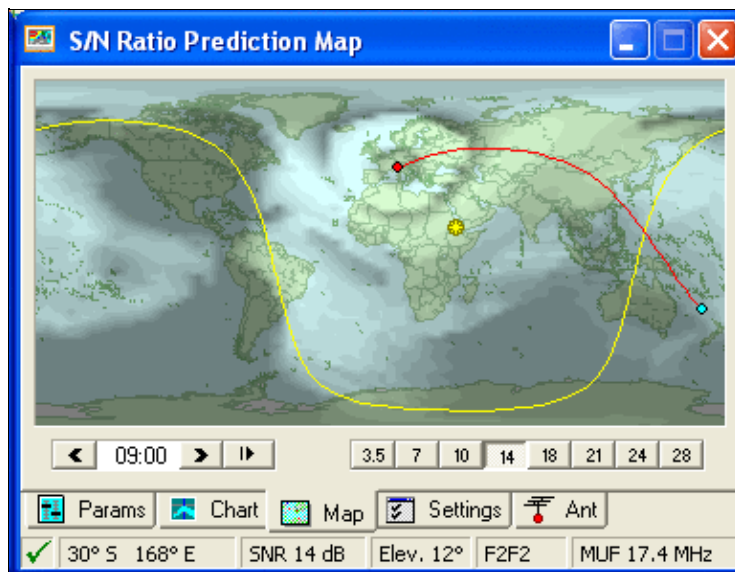 S/N Ratio Prediction Map
09:00
3.5 7 10 14 18 21 24 28
Params Chart Map Settings Ant
30° S 168° E SNR 14 dB Elev. 12° F2F2 MUF 17.4 MHz